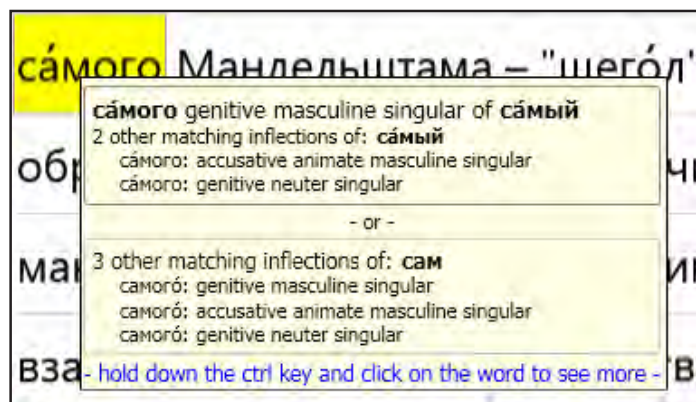 са́мого Мандельштама – "щего́л"
са́мого genitive masculine singular of са́мый
2 other matching inflections of: са́мый
са́мого: accusative animate masculine singular
са́мого: genitive neuter singular
- or -
3 other matching inflections of: сам
самого́: genitive masculine singular
самого́: accusative animate masculine singular
самого́: genitive neuter singular
- hold down the ctrl key and click on the word to see more -